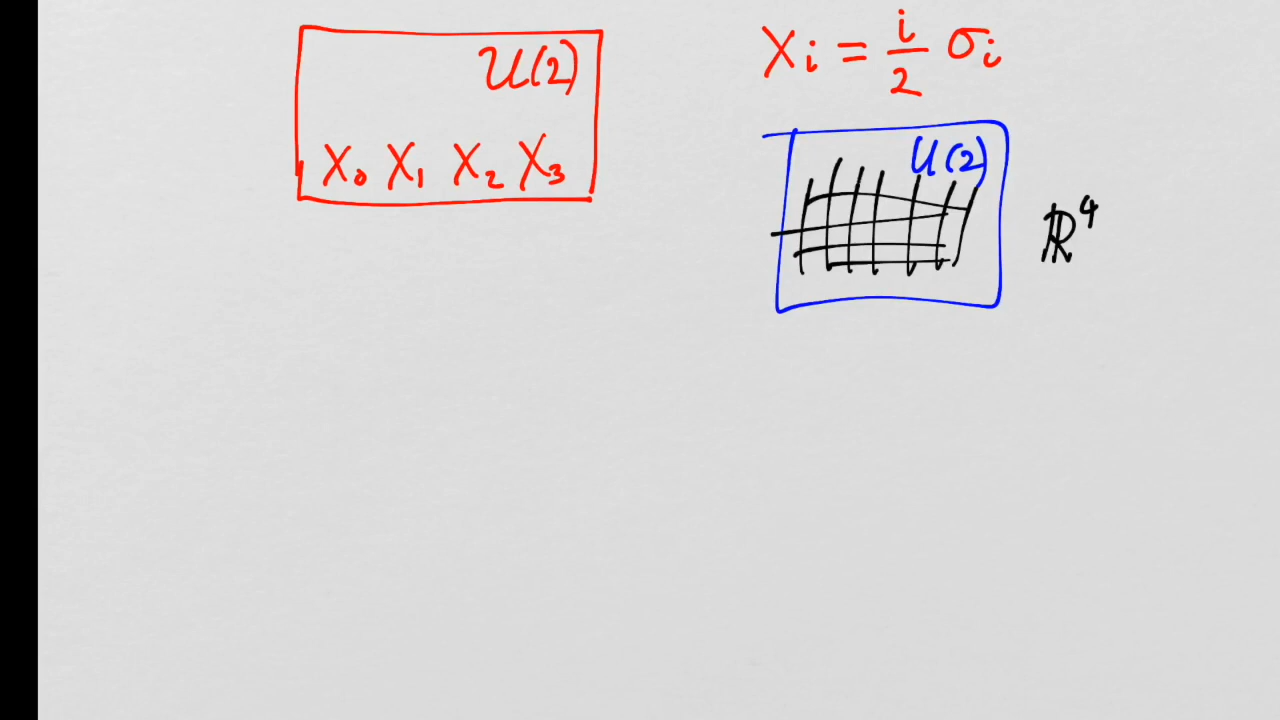 𝒰(2)
X₀ X₁ X₂ X₃
Xᵢ = i/2 σᵢ
U(2)
ℝ⁴